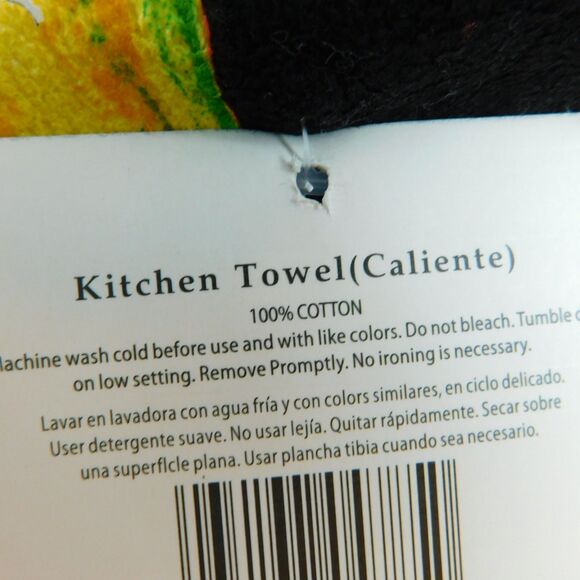 Kitchen Towel(Caliente)
100% COTTON
Machine wash cold before use and with like colors. Do not bleach. Tumble
on low setting. Remove Promptly. No ironing is necessary.
Lavar en lavadora con agua fría y con colors similares, en ciclo delicado.
User detergente suave. No usar lejía. Quitar rápidamente. Secar sobre
una superflcle plana. Usar plancha tibia cuando sea necesario.